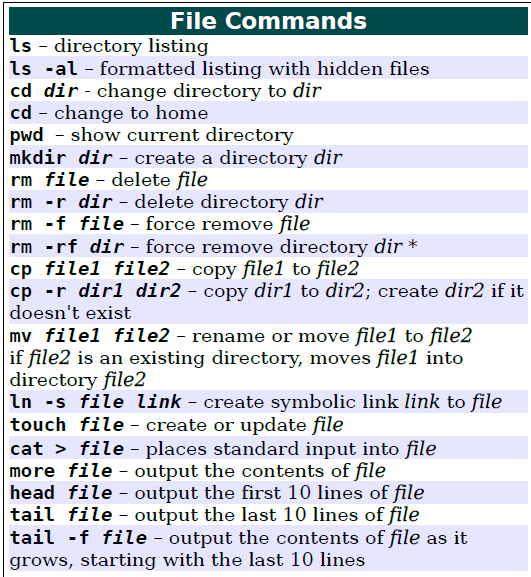 File Commands
ls – directory listing
ls -al – formatted listing with hidden files
cd dir - change directory to dir
cd – change to home
pwd – show current directory
mkdir dir – create a directory dir
rm file – delete file
rm -r dir – delete directory dir
rm -f file – force remove file
rm -rf dir – force remove directory dir *
cp file1 file2 – copy file1 to file2
cp -r dir1 dir2 – copy dir1 to dir2; create dir2 if it
doesn't exist
mv file1 file2 – rename or move file1 to file2
if file2 is an existing directory, moves file1 into
directory file2
ln -s file link – create symbolic link link to file
touch file – create or update file
cat > file – places standard input into file
more file – output the contents of file
head file – output the first 10 lines of file
tail file – output the last 10 lines of file
tail -f file – output the contents of file as it
grows, starting with the last 10 lines